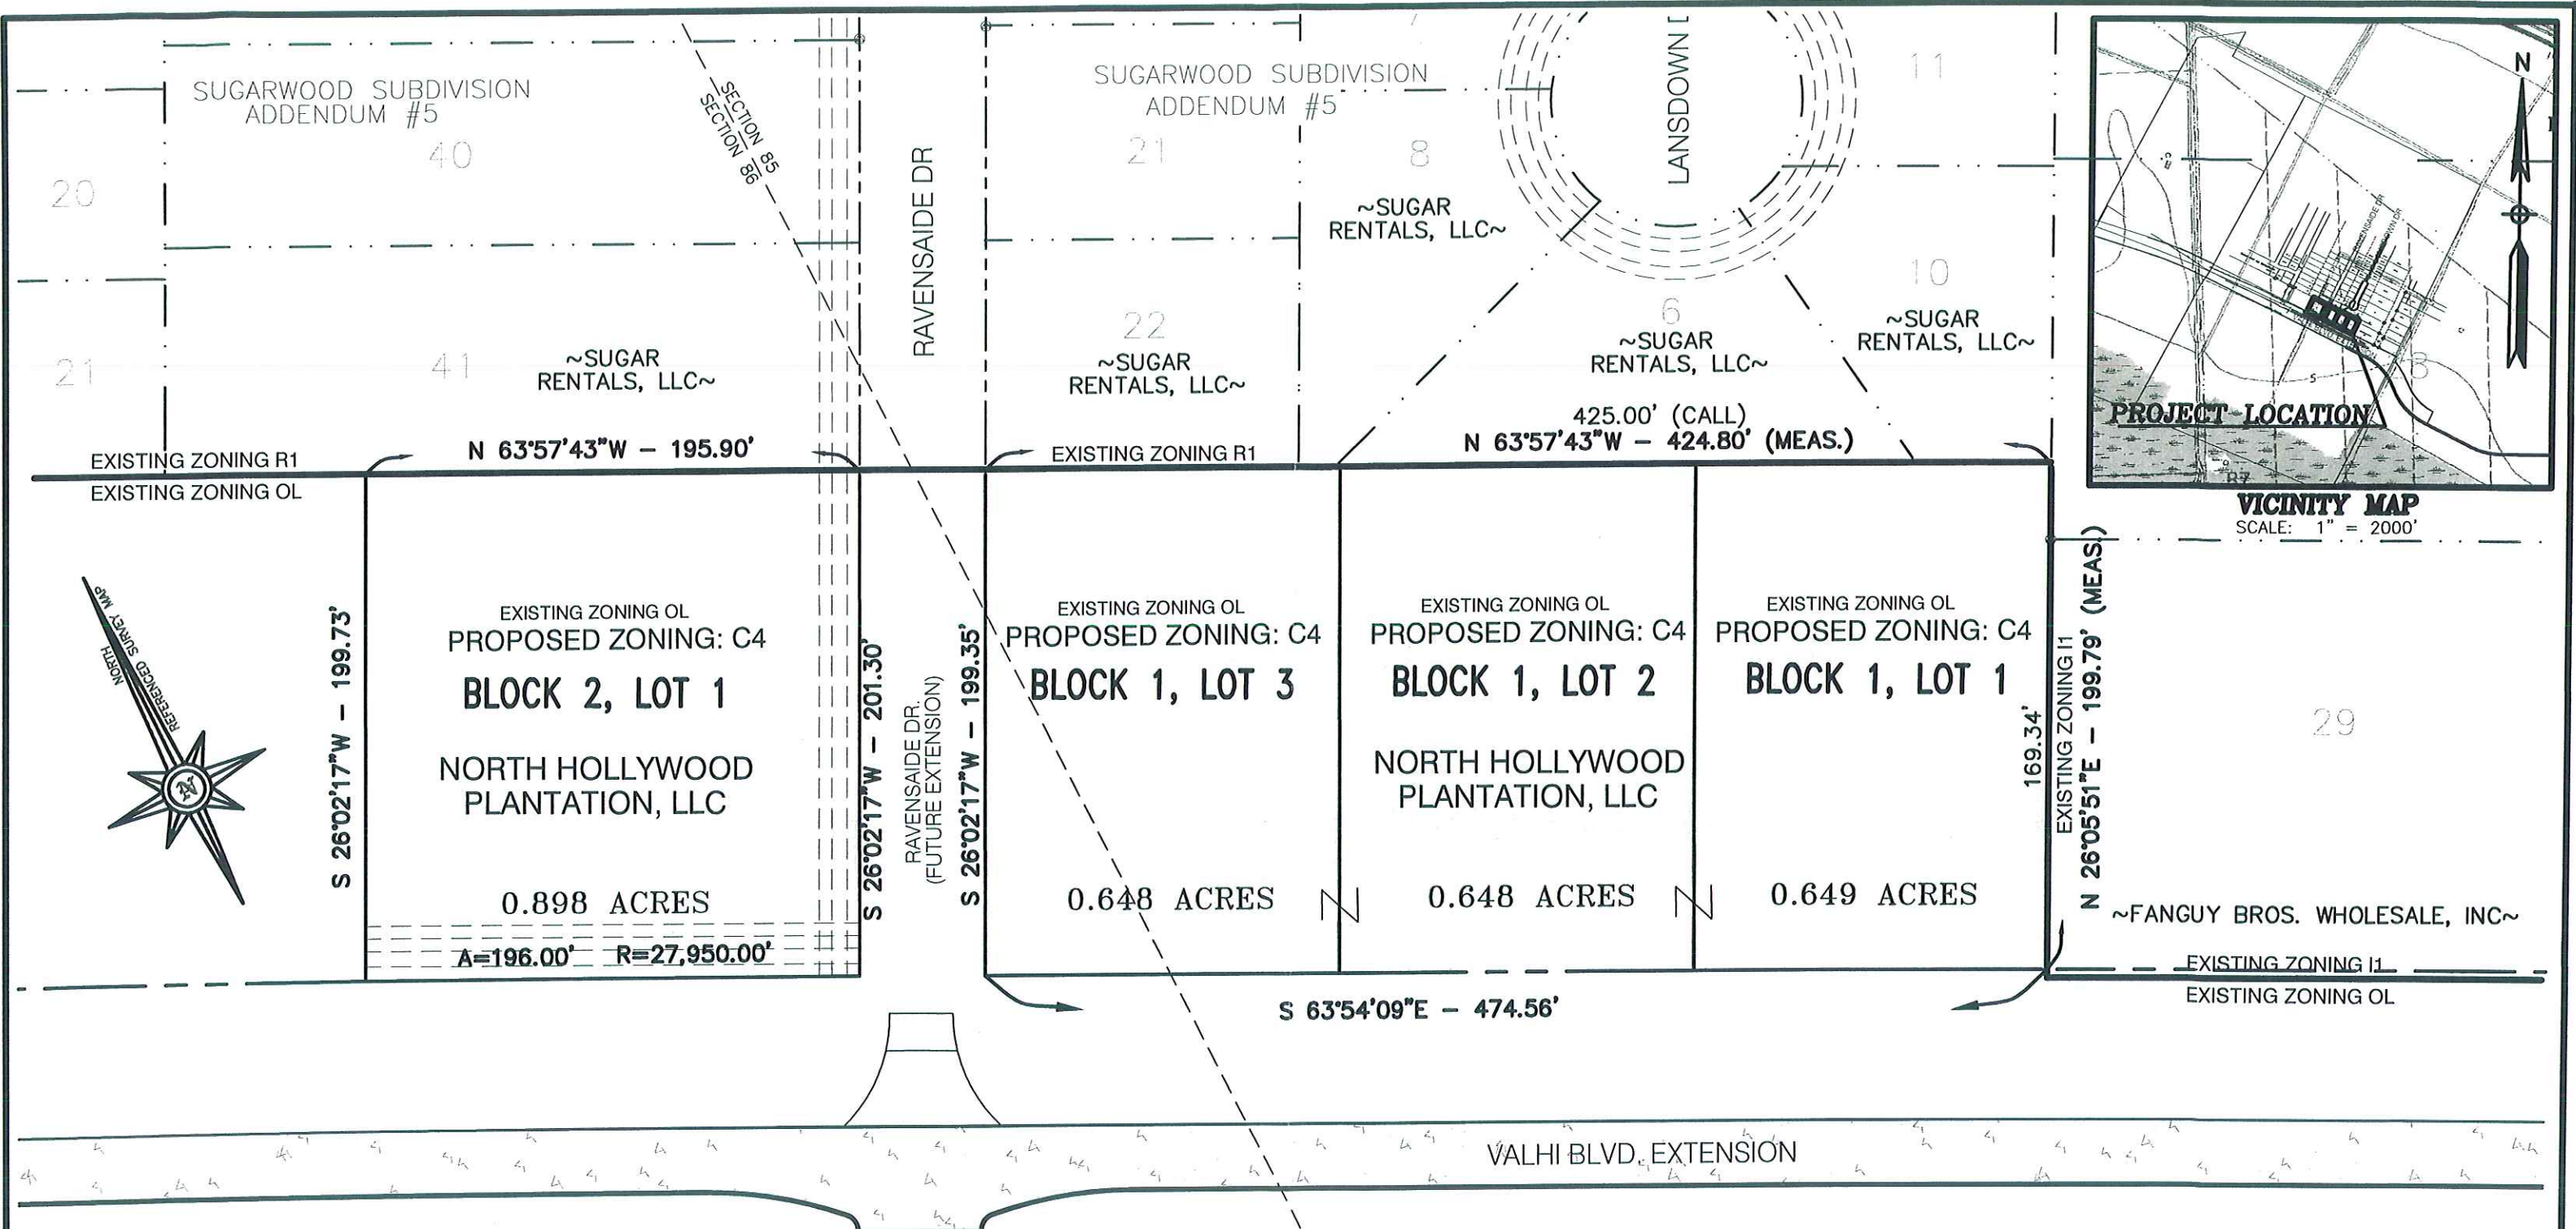 SUGARWOOD SUBDIVISION
ADDENDUM #5
SECTION 85
SECTION 86
SUGARWOOD SUBDIVISION
ADDENDUM #5
LANSDOWN
11
N
20
40
RAVENSAIDE DR
21
8
~SUGAR
RENTALS, LLC~
21
41
~SUGAR
RENTALS, LLC~
22
~SUGAR
RENTALS, LLC~
6
~SUGAR
RENTALS, LLC~
10
~SUGAR
RENTALS, LLC~
PROJECT LOCATION
VICINITY MAP
SCALE: 1" = 2000'
425.00' (CALL)
N 63°57'43"W – 195.90'
N 63°57'43"W – 424.80' (MEAS.)
EXISTING ZONING R1
EXISTING ZONING OL
EXISTING ZONING R1
NORTH
REFERENCED SURVEY MAP
S 26°02'17"W – 199.73'
EXISTING ZONING OL
PROPOSED ZONING: C4
BLOCK 2, LOT 1
NORTH HOLLYWOOD
PLANTATION, LLC
0.898 ACRES
A=196.00' R=27,950.00'
S 26°02'17"W – 201.30'
RAVENSAIDE DR.
(FUTURE EXTENSION)
S 26°02'17"W – 199.35'
EXISTING ZONING OL
PROPOSED ZONING: C4
BLOCK 1, LOT 3
0.648 ACRES
EXISTING ZONING OL
PROPOSED ZONING: C4
BLOCK 1, LOT 2
NORTH HOLLYWOOD
PLANTATION, LLC
0.648 ACRES
EXISTING ZONING OL
PROPOSED ZONING: C4
BLOCK 1, LOT 1
0.649 ACRES
169.34'
EXISTING ZONING I1
N 26°05'51"E – 199.79' (MEAS.)
29
~FANGUY BROS. WHOLESALE, INC~
EXISTING ZONING I1
EXISTING ZONING OL
S 63°54'09"E – 474.56'
VALHI BLVD. EXTENSION